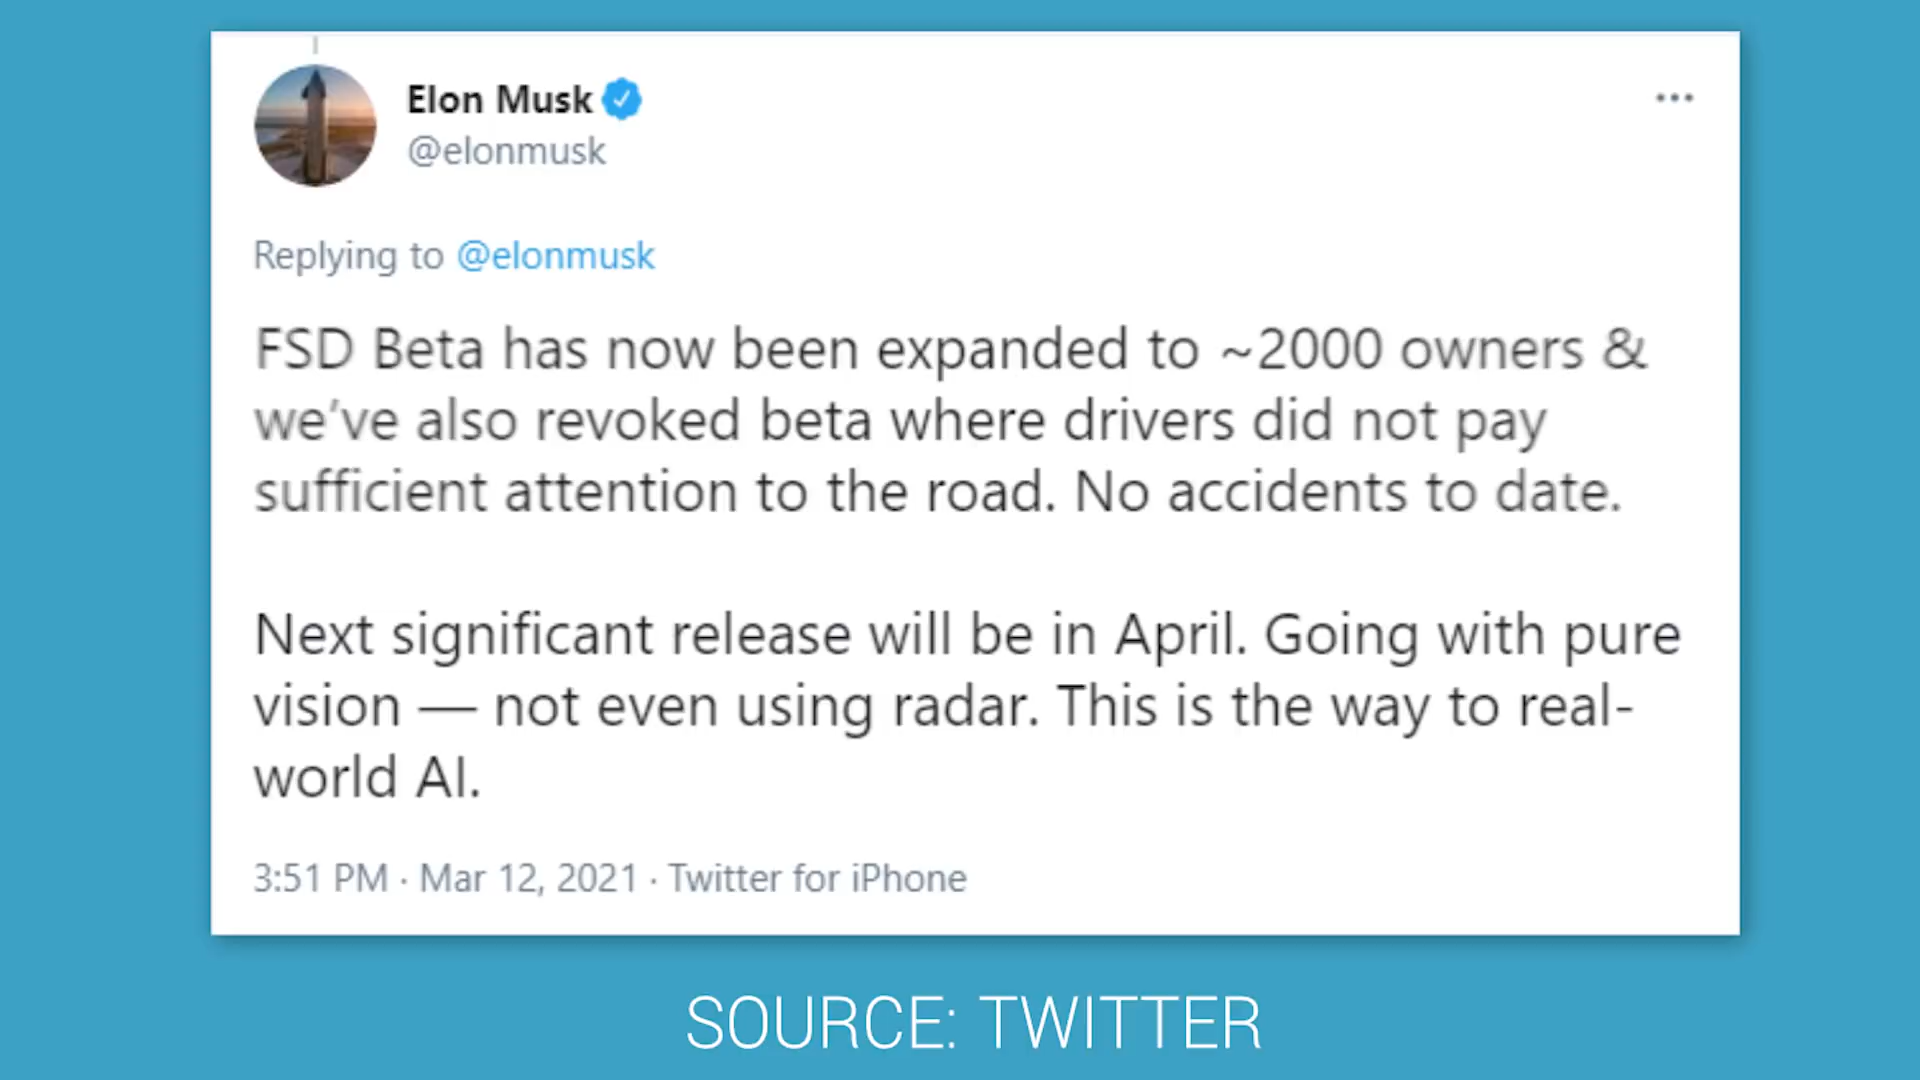 Elon Musk
@elonmusk
Replying to @elonmusk
FSD Beta has now been expanded to ~2000 owners &
we've also revoked beta where drivers did not pay
sufficient attention to the road. No accidents to date.
Next significant release will be in April. Going with pure
vision — not even using radar. This is the way to real-
world AI.
3:51 PM · Mar 12, 2021 · Twitter for iPhone
SOURCE: TWITTER